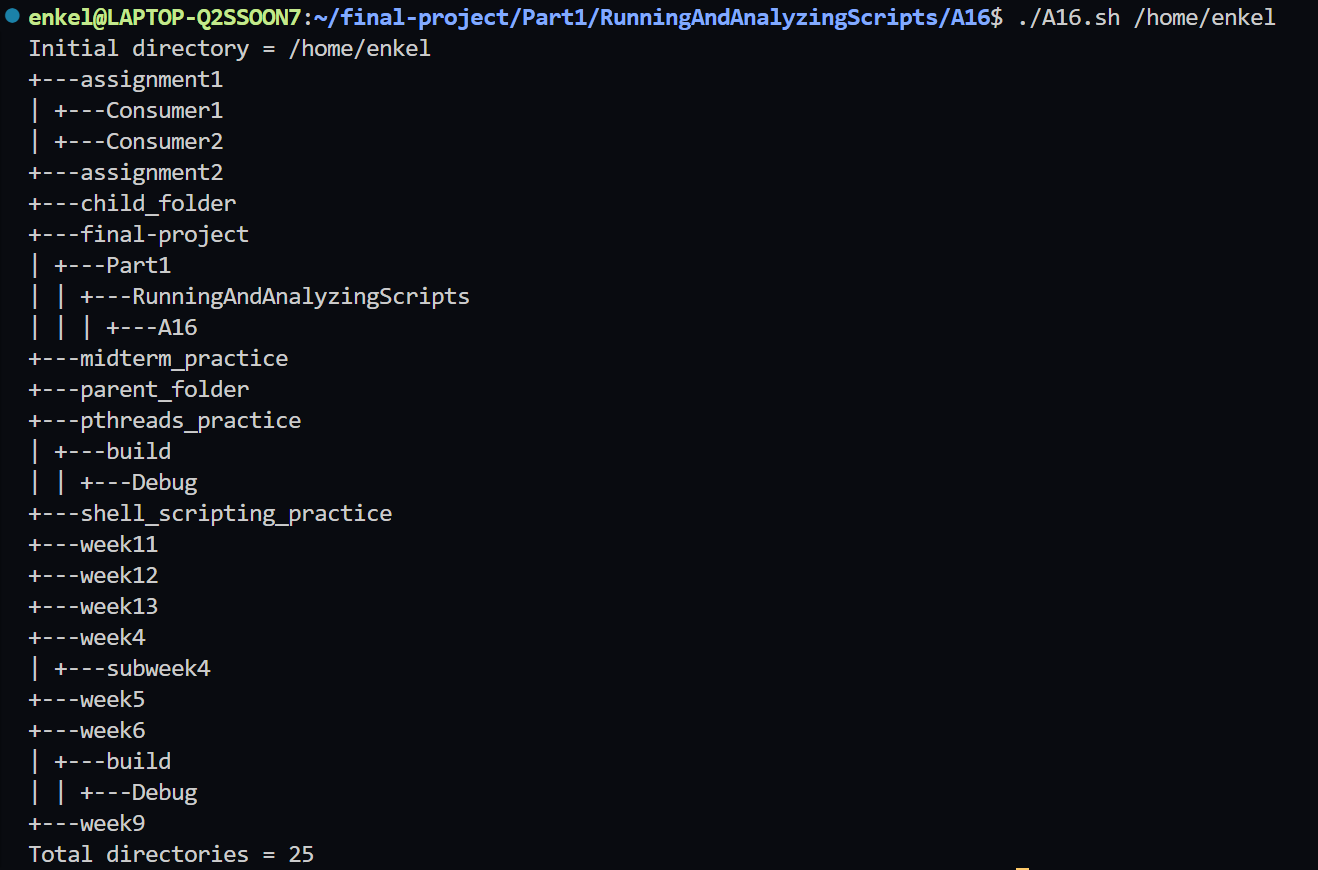 enkel@LAPTOP-Q2SSOON7:~/final-project/Part1/RunningAndAnalyzingScripts/A16$ ./A16.sh /home/enkel
Initial directory = /home/enkel
+---assignment1
| +---Consumer1
| +---Consumer2
+---assignment2
+---child_folder
+---final-project
| +---Part1
| | +---RunningAndAnalyzingScripts
| | | +---A16
+---midterm_practice
+---parent_folder
+---pthreads_practice
| +---build
| | +---Debug
+---shell_scripting_practice
+---week11
+---week12
+---week13
+---week4
| +---subweek4
+---week5
+---week6
| +---build
| | +---Debug
+---week9
Total directories = 25